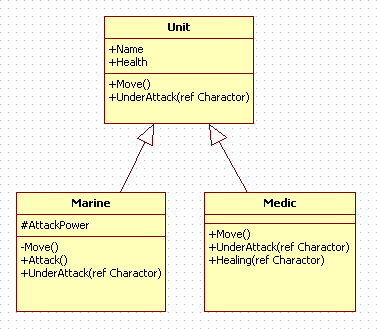 Unit
+Name
+Health
+Move()
+UnderAttack(ref Charactor)
Marine
#AttackPower
-Move()
+Attack()
+UnderAttack(ref Charactor)
Medic
+Move()
+UnderAttack(ref Charactor)
+Healing(ref Charactor)